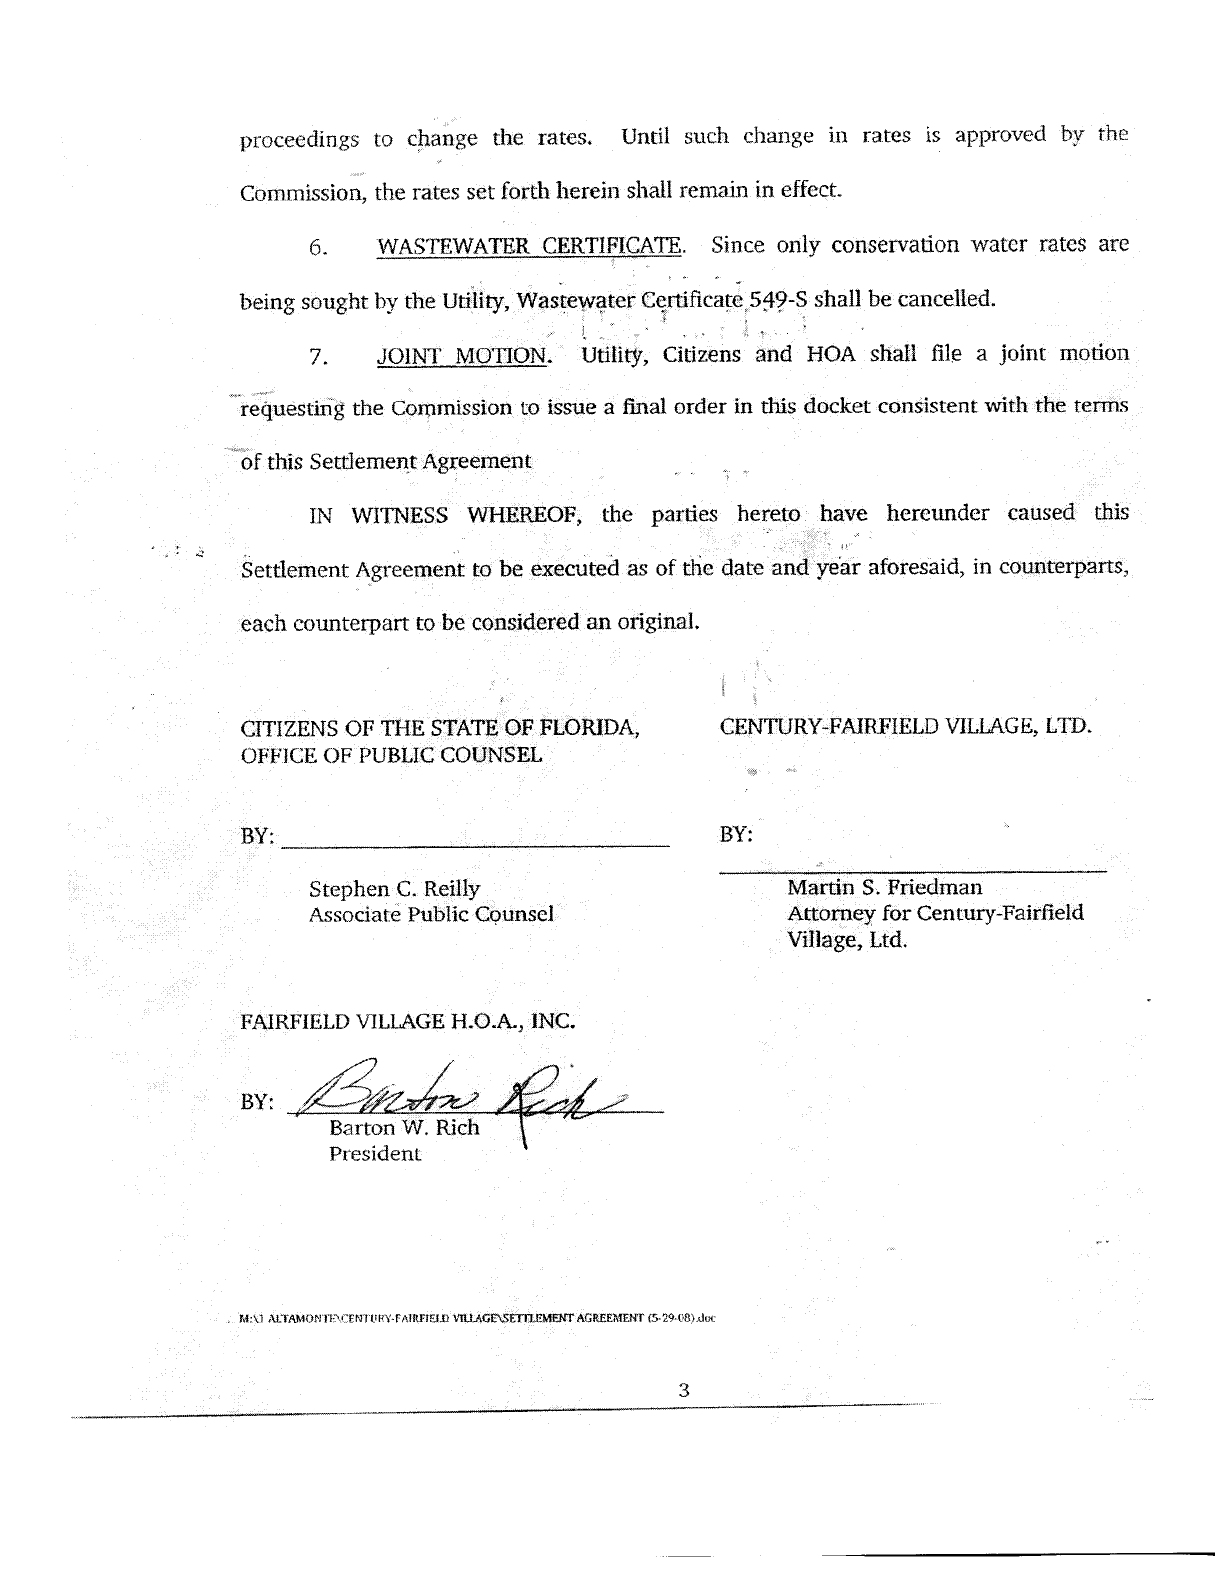 proceedings to change the rates. Until such change in rates is approved by the
Commission, the rates set forth herein shall remain in effect.
6. WASTEWATER CERTIFICATE. Since only conservation water rates are
being sought by the Utility, Wastewater Certificate 549-S shall be cancelled.
7. JOINT MOTION. Utility, Citizens and HOA shall file a joint motion
requesting the Commission to issue a final order in this docket consistent with the terms
of this Settlement Agreement
IN WITNESS WHEREOF, the parties hereto have hereunder caused this
Settlement Agreement to be executed as of the date and year aforesaid, in counterparts,
each counterpart to be considered an original.
CITIZENS OF THE STATE OF FLORIDA,
OFFICE OF PUBLIC COUNSEL
BY:
Stephen C. Reilly
Associate Public Counsel
CENTURY-FAIRFIELD VILLAGE, LTD.
BY:
Martin S. Friedman
Attorney for Century-Fairfield
Village, Ltd.
FAIRFIELD VILLAGE H.O.A., INC.
BY: Barton Rich
Barton W. Rich
President
M:\1 ALTAMONTE\CENTURY-FAIRFIELD VILLAGE\SETTLEMENT AGREEMENT (5-29-08).doc
3